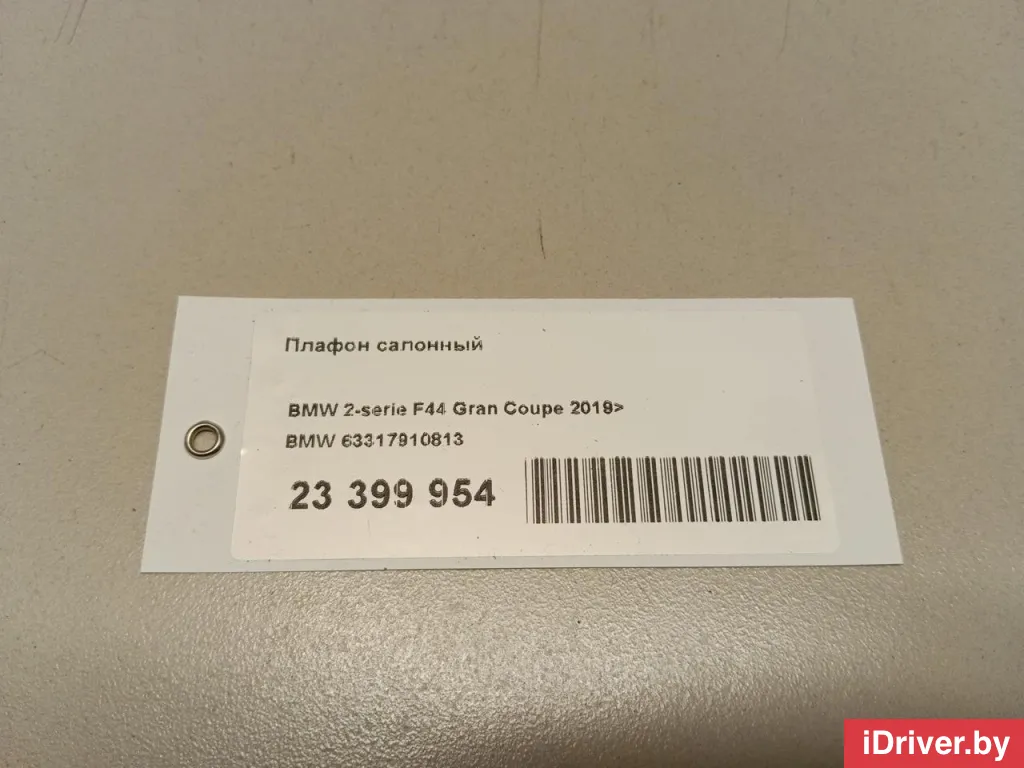 Плафон салонный
BMW 2-serie F44 Gran Coupe 2019>
BMW 63317910813
23 399 954
iDriver.by